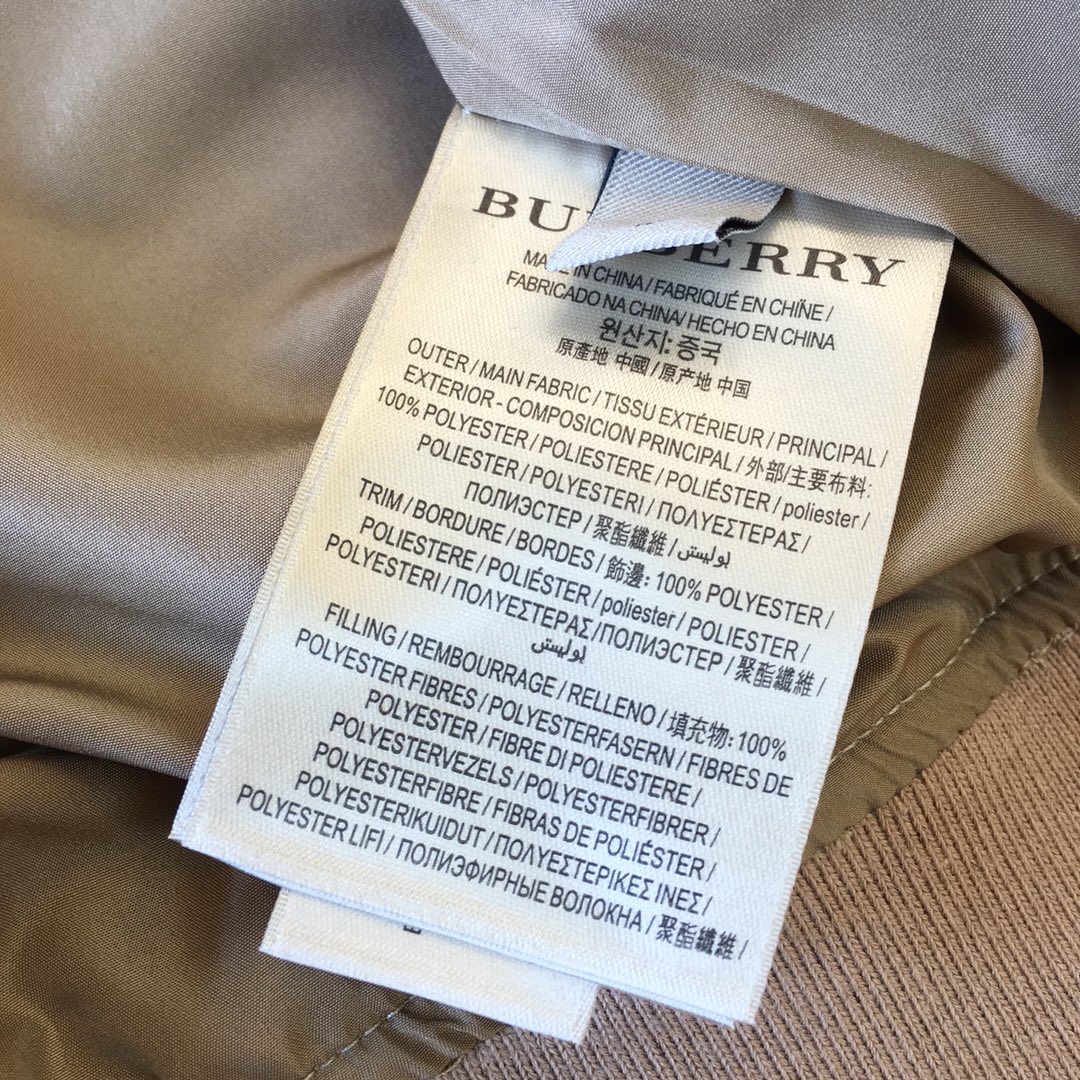 BURBERRY
MADE IN CHINA / FABRIQUÉ EN CHINE /
FABRICADO NA CHINA/ HECHO EN CHINA
원산지: 중국
原產地 中國 / 原产地 中国
OUTER / MAIN FABRIC / TISSU EXTÉRIEUR / PRINCIPAL /
EXTERIOR - COMPOSICION PRINCIPAL / 外部/主要布料:
100% POLYESTER / POLIESTERE / POLIÉSTER / poliester /
POLIESTER / POLYESTERI / ΠΟΛΥΕΣΤΕΡΑΣ /
ПОЛИЭСТЕР / 聚酯纖維 / بوليستر
TRIM / BORDURE / BORDES / 飾邊: 100% POLYESTER /
POLIESTERE / POLIÉSTER / poliester / POLIESTER /
POLYESTERI / ΠΟΛΥΕΣΤΕΡΑΣ/ПОЛИЭСТЕР / 聚酯纖維 /
بوليستر
FILLING / REMBOURRAGE / RELLENO / 填充物: 100%
POLYESTER FIBRES / POLYESTERFASERN / FIBRES DE
POLYESTER / FIBRE DI POLIESTERE /
POLYESTERVEZELS / POLYESTERFIBRER /
POLYESTERFIBRE / FIBRAS DE POLIÉSTER /
POLYESTERIKUIDUT / ΠΟΛΥΕΣΤΕΡΙΚΕΣ ΙΝΕΣ /
POLYESTER LIFI / ПОЛИЭФИРНЫЕ ВОЛОКНА / 聚酯纖維 /